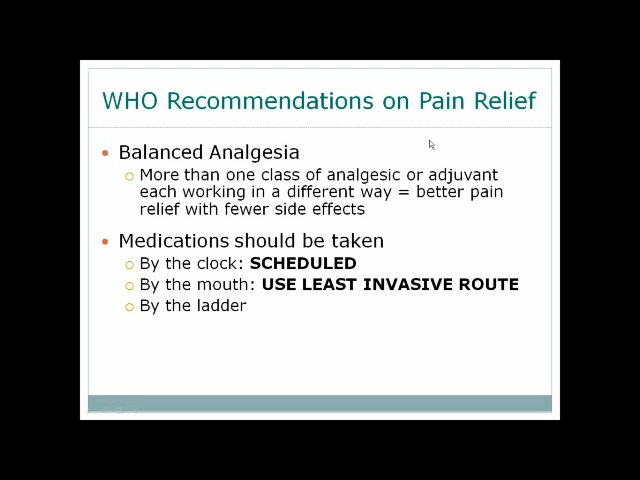 WHO Recommendations on Pain Relief
• Balanced Analgesia
○ More than one class of analgesic or adjuvant
each working in a different way = better pain
relief with fewer side effects
• Medications should be taken
○ By the clock: SCHEDULED
○ By the mouth: USE LEAST INVASIVE ROUTE
○ By the ladder